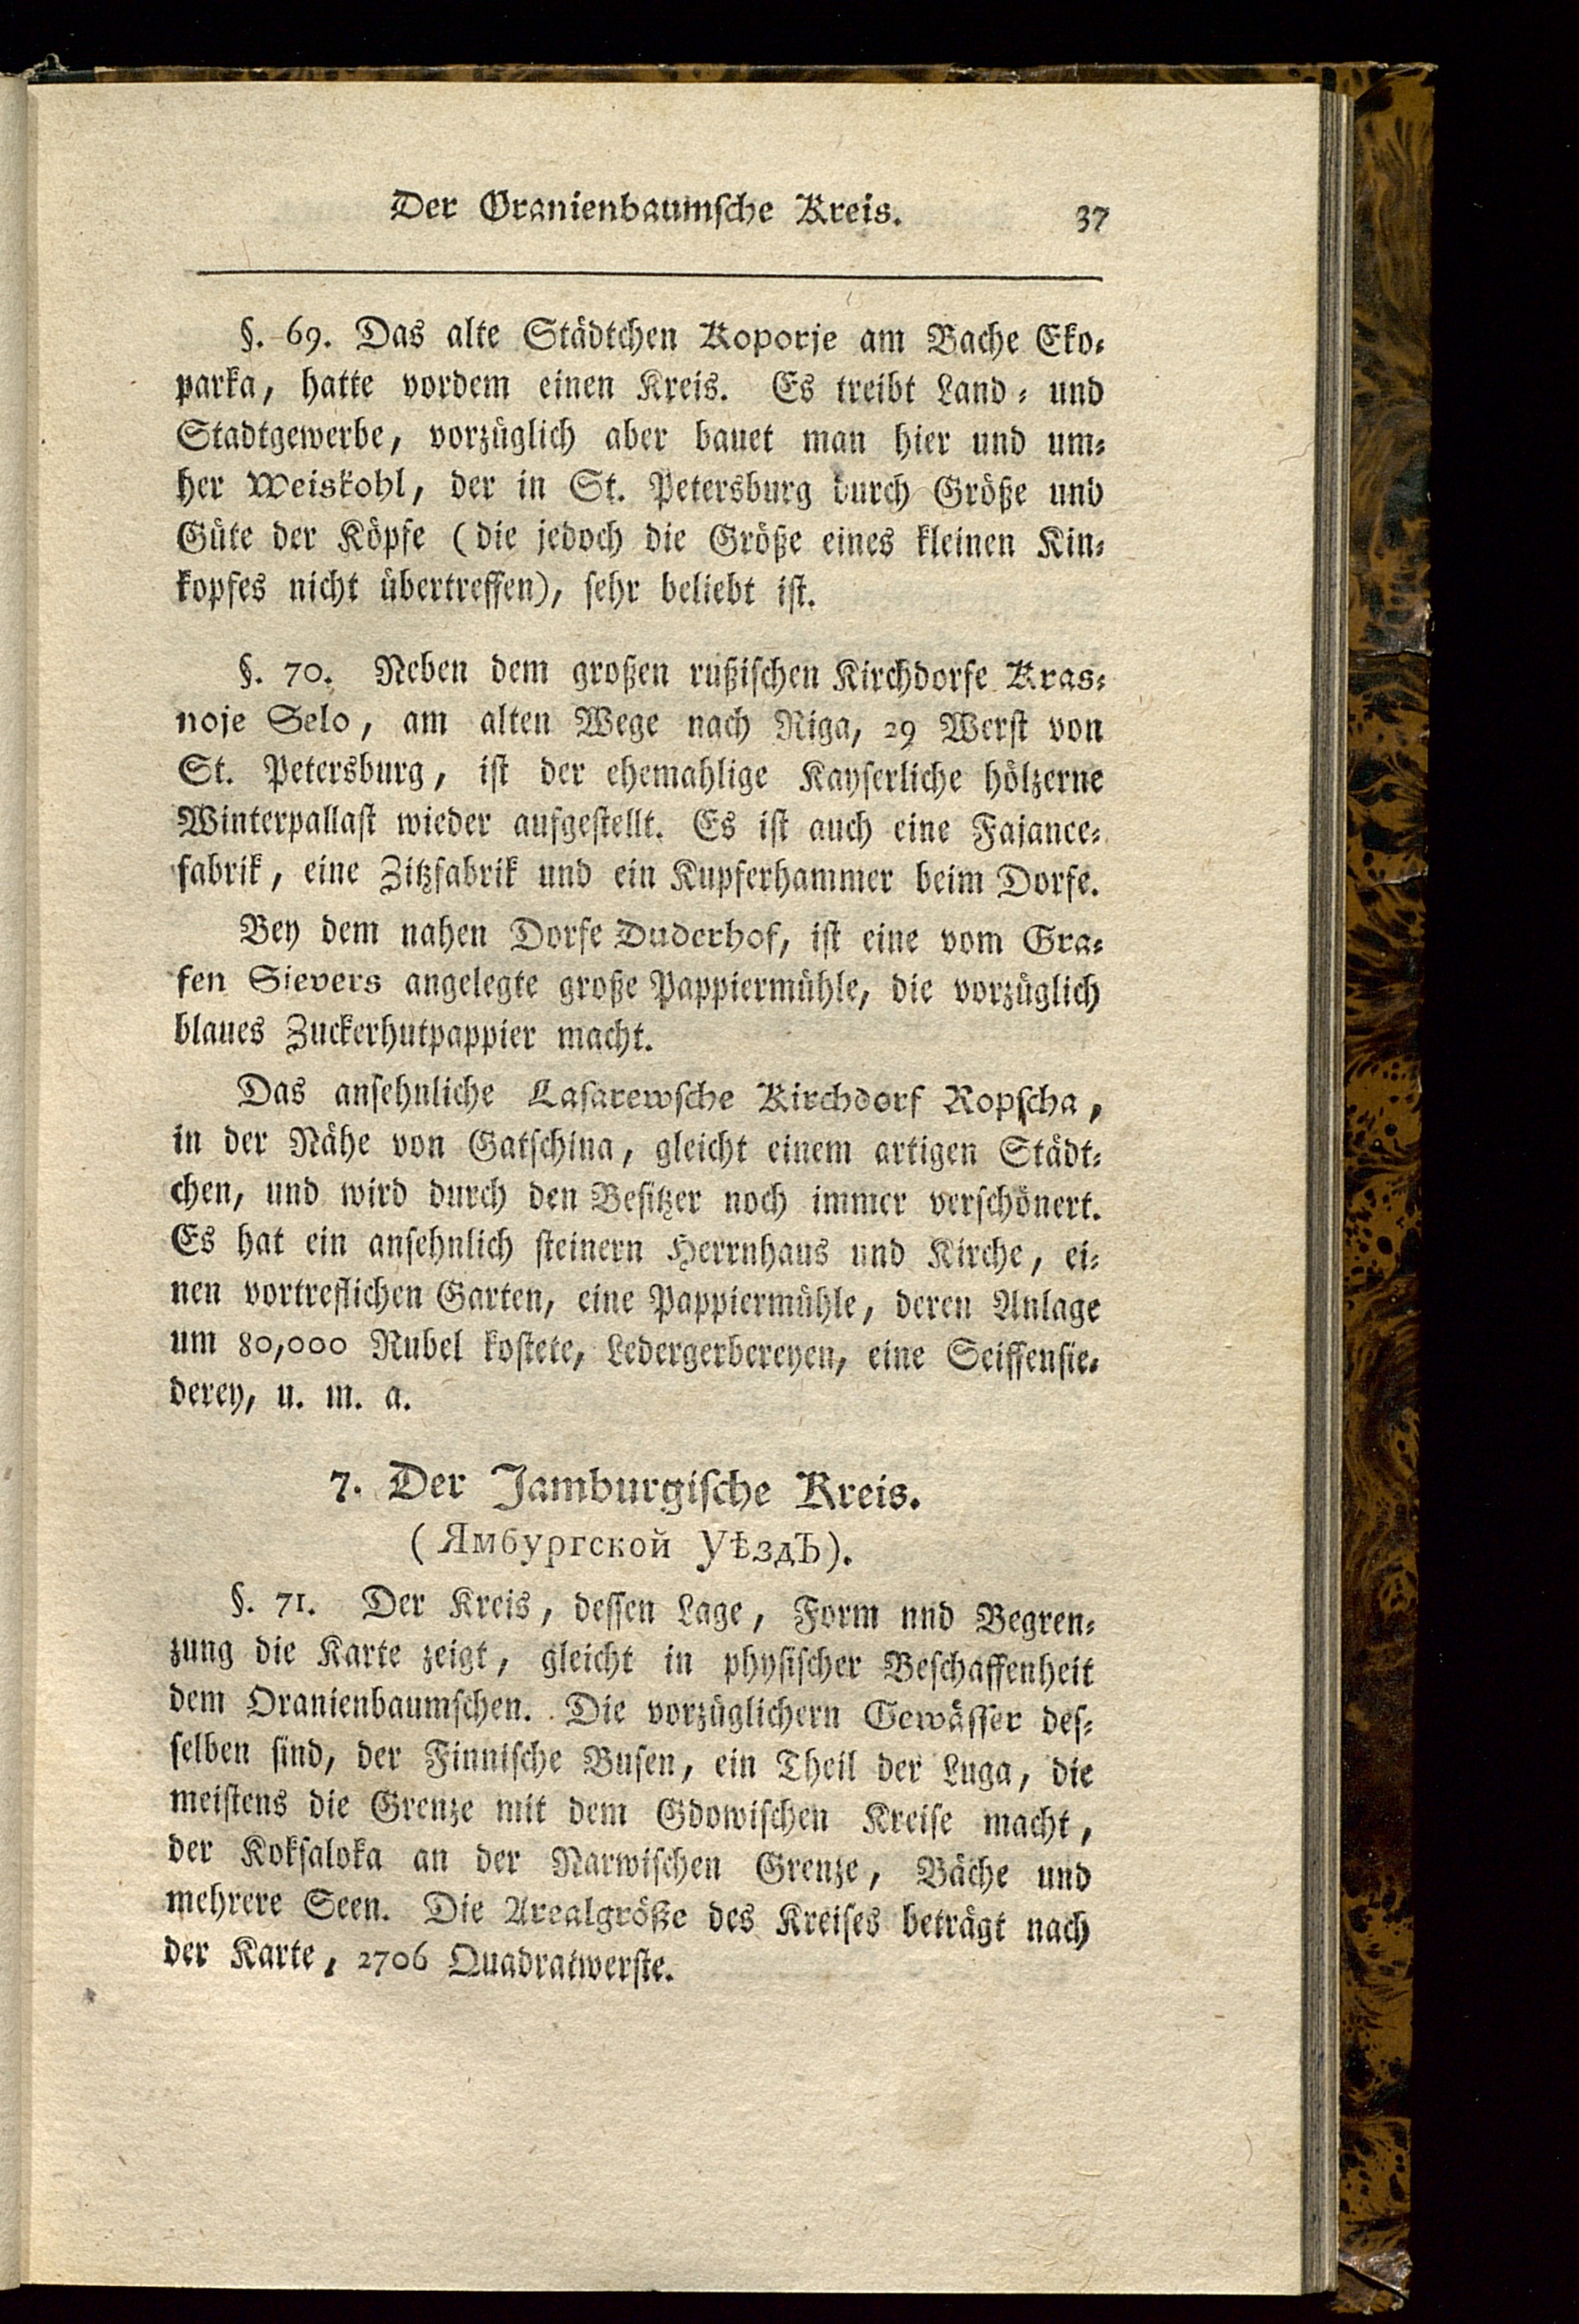 Der Oranienbaumsche Kreis. 37
§. 69. Das alte Städtchen Koporje am Bache Eko-
parka, hatte vordem einen Kreis. Es treibt Land- und
Stadtgewerbe, vorzüglich aber bauet man hier und um-
her Weiskohl, der in St. Petersburg durch Größe und
Güte der Köpfe (die jedoch die Größe eines kleinen Kin-
kopfes nicht übertreffen), sehr beliebt ist.
§. 70. Neben dem großen rußischen Kirchdorfe Kras-
noje Selo, am alten Wege nach Riga, 29 Werst von
St. Petersburg, ist der ehemahlige Kayserliche hölzerne
Winterpallast wieder aufgestellt. Es ist auch eine Fajance-
fabrik, eine Zitzfabrik und ein Kupferhammer beim Dorfe.
Bey dem nahen Dorfe Duderhof, ist eine vom Gra-
fen Sievers angelegte große Pappiermühle, die vorzüglich
blaues Zuckerhutpappier macht.
Das ansehnliche Lasarewsche Kirchdorf Ropscha,
in der Nähe von Gatschina, gleicht einem artigen Städt-
chen, und wird durch den Besitzer noch immer verschönert.
Es hat ein ansehnlich steinern Herrnhaus und Kirche, ei-
nen vortreflichen Garten, eine Pappiermühle, deren Anlage
um 80,000 Rubel kostete, Ledergerbereyen, eine Seiffensie-
derey, u. m. a.
7. Der Jamburgische Kreis.
(Ямбургской УѣздЪ).
§. 71. Der Kreis, dessen Lage, Form und Begren-
zung die Karte zeigt, gleicht in physischer Beschaffenheit
dem Oranienbaumschen. Die vorzüglichern Gewässer des-
selben sind, der Finnische Busen, ein Theil der Luga, die
meistens die Grenze mit dem Gdowischen Kreise macht,
der Koksaloka an der Narwischen Grenze, Bäche und
mehrere Seen. Die Arealgröße des Kreises beträgt nach
der Karte, 2706 Quadratwerste.